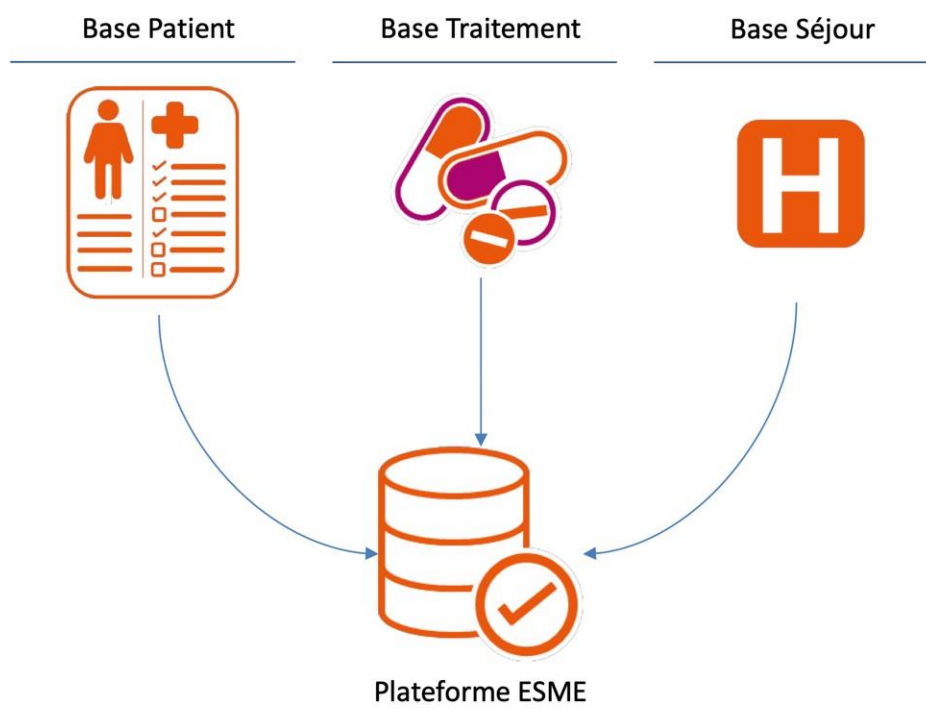 Base Patient
Base Traitement
Base Séjour
H
Plateforme ESME